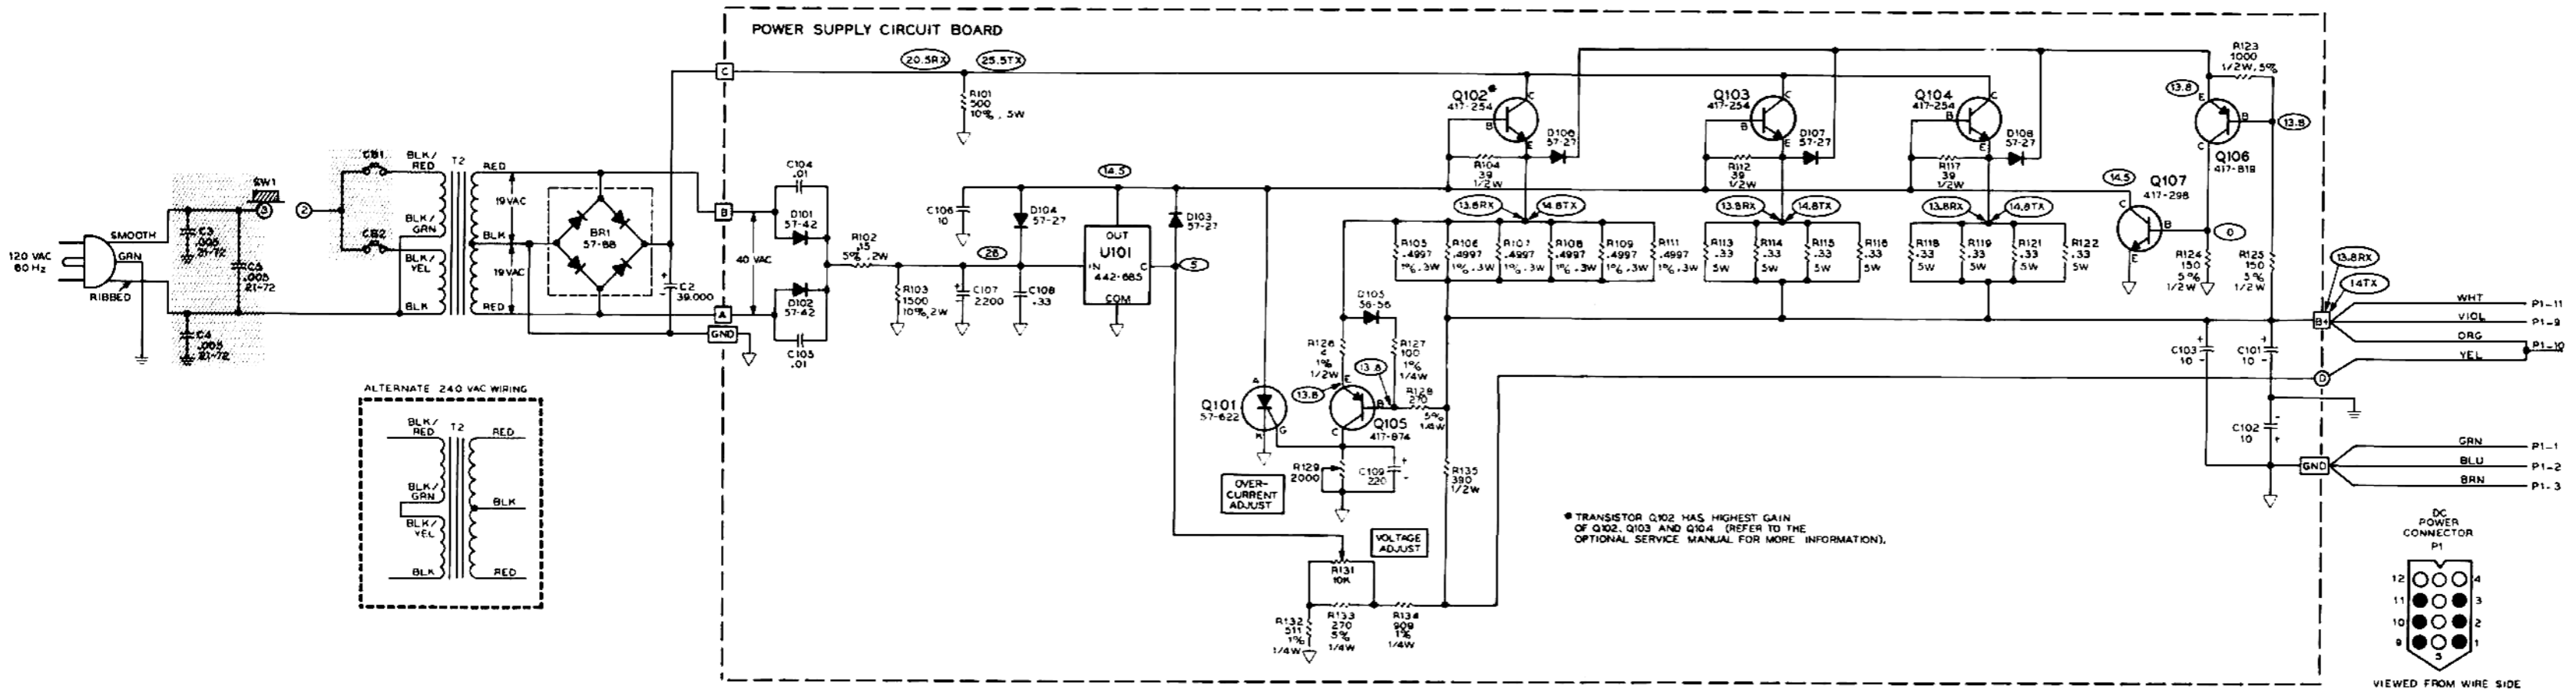 POWER SUPPLY CIRCUIT BOARD
C
20.5RX
25.5TX
R101
500
10%, 5W
120 VAC
60 Hz
SMOOTH
GRN
RIBBED
C3
.005
21-72
C5
.005
21-72
C4
.005
21-72
SW1
3
2
CB1
CB2
BLK/
RED
BLK/
GRN
BLK/
YEL
BLK
T2
RED
19VAC
BLK
19VAC
RED
BR1
57-88
+
C2
39,000
B
A
GND
40 VAC
C104
.01
D101
57-42
D102
57-42
C105
.01
R102
.15
5%, 2W
R103
1500
10%, 2W
C106
10
D104
57-27
28
+
C107
2200
C108
.33
14.5
OUT
U101
IN
C
442-685
COM
D103
57-27
5
Q102*
417-254
C
B
E
D106
57-27
R104
39
1/2W
Q103
417-254
C
B
E
D107
57-27
R112
39
1/2W
Q104
417-254
C
B
E
D108
57-27
R117
39
1/2W
13.8RX
14.8TX
13.8RX
14.8TX
13.8RX
14.8TX
R105
.4997
1%, 3W
R106
.4997
1%, 3W
R107
.4997
1%, 3W
R108
.4997
1%, 3W
R109
.4997
1%, 3W
R111
.4997
1%, 3W
R113
.33
5W
R114
.33
5W
R115
.33
5W
R116
.33
5W
R118
.33
5W
R119
.33
5W
R121
.33
5W
R122
.33
5W
R123
1000
1/2W, 5%
13.8
E
B
C
13.8
Q106
417-819
14.5
Q107
417-298
C
B
E
0
R124
150
5%
1/2W
R125
150
5%
1/2W
13.8RX
14TX
B+
D
WHT
P1-11
VIOL
P1-9
ORG
P1-10
YEL
C103
10
+
-
C101
10
+
-
C102
10
-
+
GND
GRN
P1-1
BLU
P1-2
BRN
P1-3
D105
56-56
R126
4
1%
1/2W
R127
100
1%
1/4W
13.8
13.8
E
B
C
R128
270
5%
1/4W
Q105
417-874
Q101
57-622
A
G
K
R129
2000
C109
220
+
-
OVER-
CURRENT
ADJUST
R135
390
1/2W
VOLTAGE
ADJUST
R131
10K
R132
511
1%
1/4W
R133
270
5%
1/4W
R134
909
1%
1/4W
* TRANSISTOR Q102 HAS HIGHEST GAIN
OF Q102, Q103 AND Q104 (REFER TO THE
OPTIONAL SERVICE MANUAL FOR MORE INFORMATION).
ALTERNATE 240 VAC WIRING
BLK/
RED
T2
RED
BLK/
GRN
BLK
BLK/
YEL
BLK
RED
DC
POWER
CONNECTOR
P1
12
4
11
3
10
2
9
1
5
VIEWED FROM WIRE SIDE